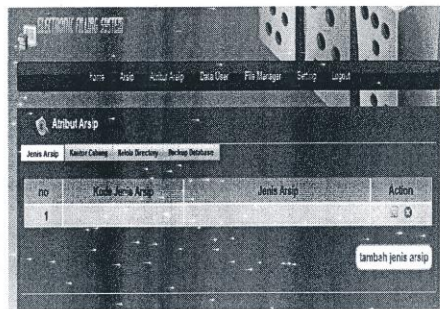 ELECTRONIC FILLING SYSTEM
home Arsip Atribut Arsip Data User File Manager Setting Logout
Atribut Arsip
Jenis Arsip Kantor Cabang Kelola Directory Backup Database
no Kode Jenis Arsip Jenis Arsip Action
1
tambah jenis arsip